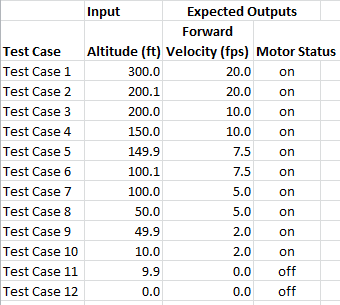 Input Expected Outputs
Forward
Test Case Altitude (ft) Velocity (fps) Motor Status
Test Case 1 300.0 20.0 on
Test Case 2 200.1 20.0 on
Test Case 3 200.0 10.0 on
Test Case 4 150.0 10.0 on
Test Case 5 149.9 7.5 on
Test Case 6 100.1 7.5 on
Test Case 7 100.0 5.0 on
Test Case 8 50.0 5.0 on
Test Case 9 49.9 2.0 on
Test Case 10 10.0 2.0 on
Test Case 11 9.9 0.0 off
Test Case 12 0.0 0.0 off